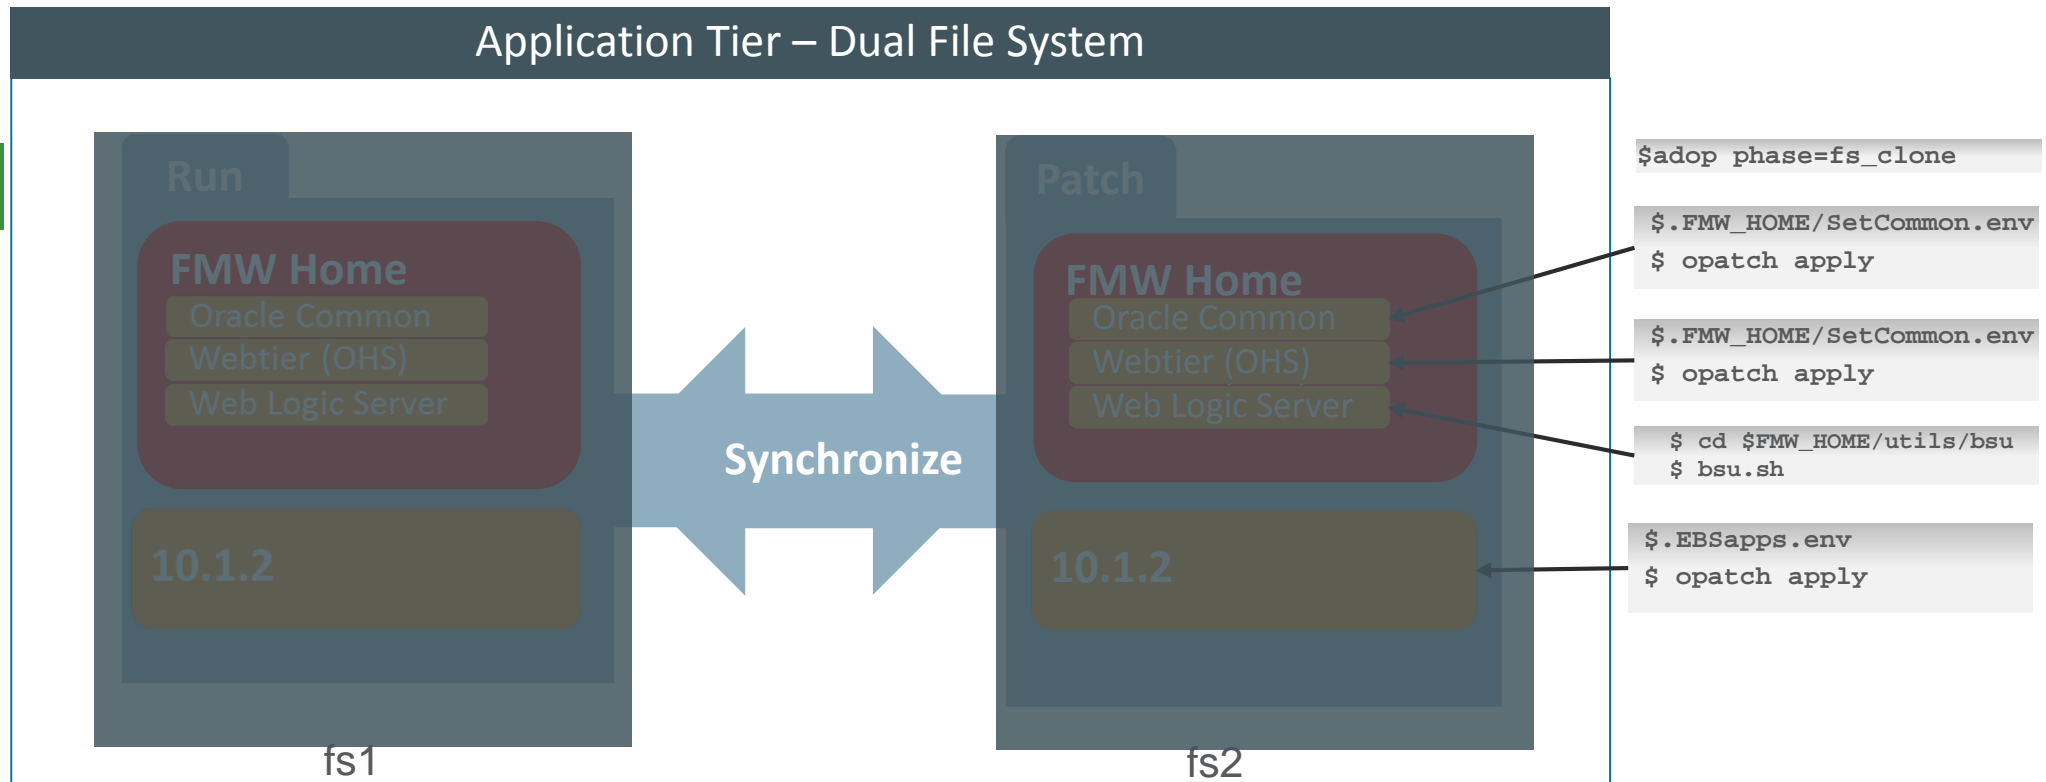 Application Tier – Dual File System
Run
FMW Home
Oracle Common
Webtier (OHS)
Web Logic Server
10.1.2
fs1
Synchronize
Patch
FMW Home
Oracle Common
Webtier (OHS)
Web Logic Server
10.1.2
fs2
$adop phase=fs_clone
$.FMW_HOME/SetCommon.env
$ opatch apply
$.FMW_HOME/SetCommon.env
$ opatch apply
$ cd $FMW_HOME/utils/bsu
$ bsu.sh
$.EBSapps.env
$ opatch apply